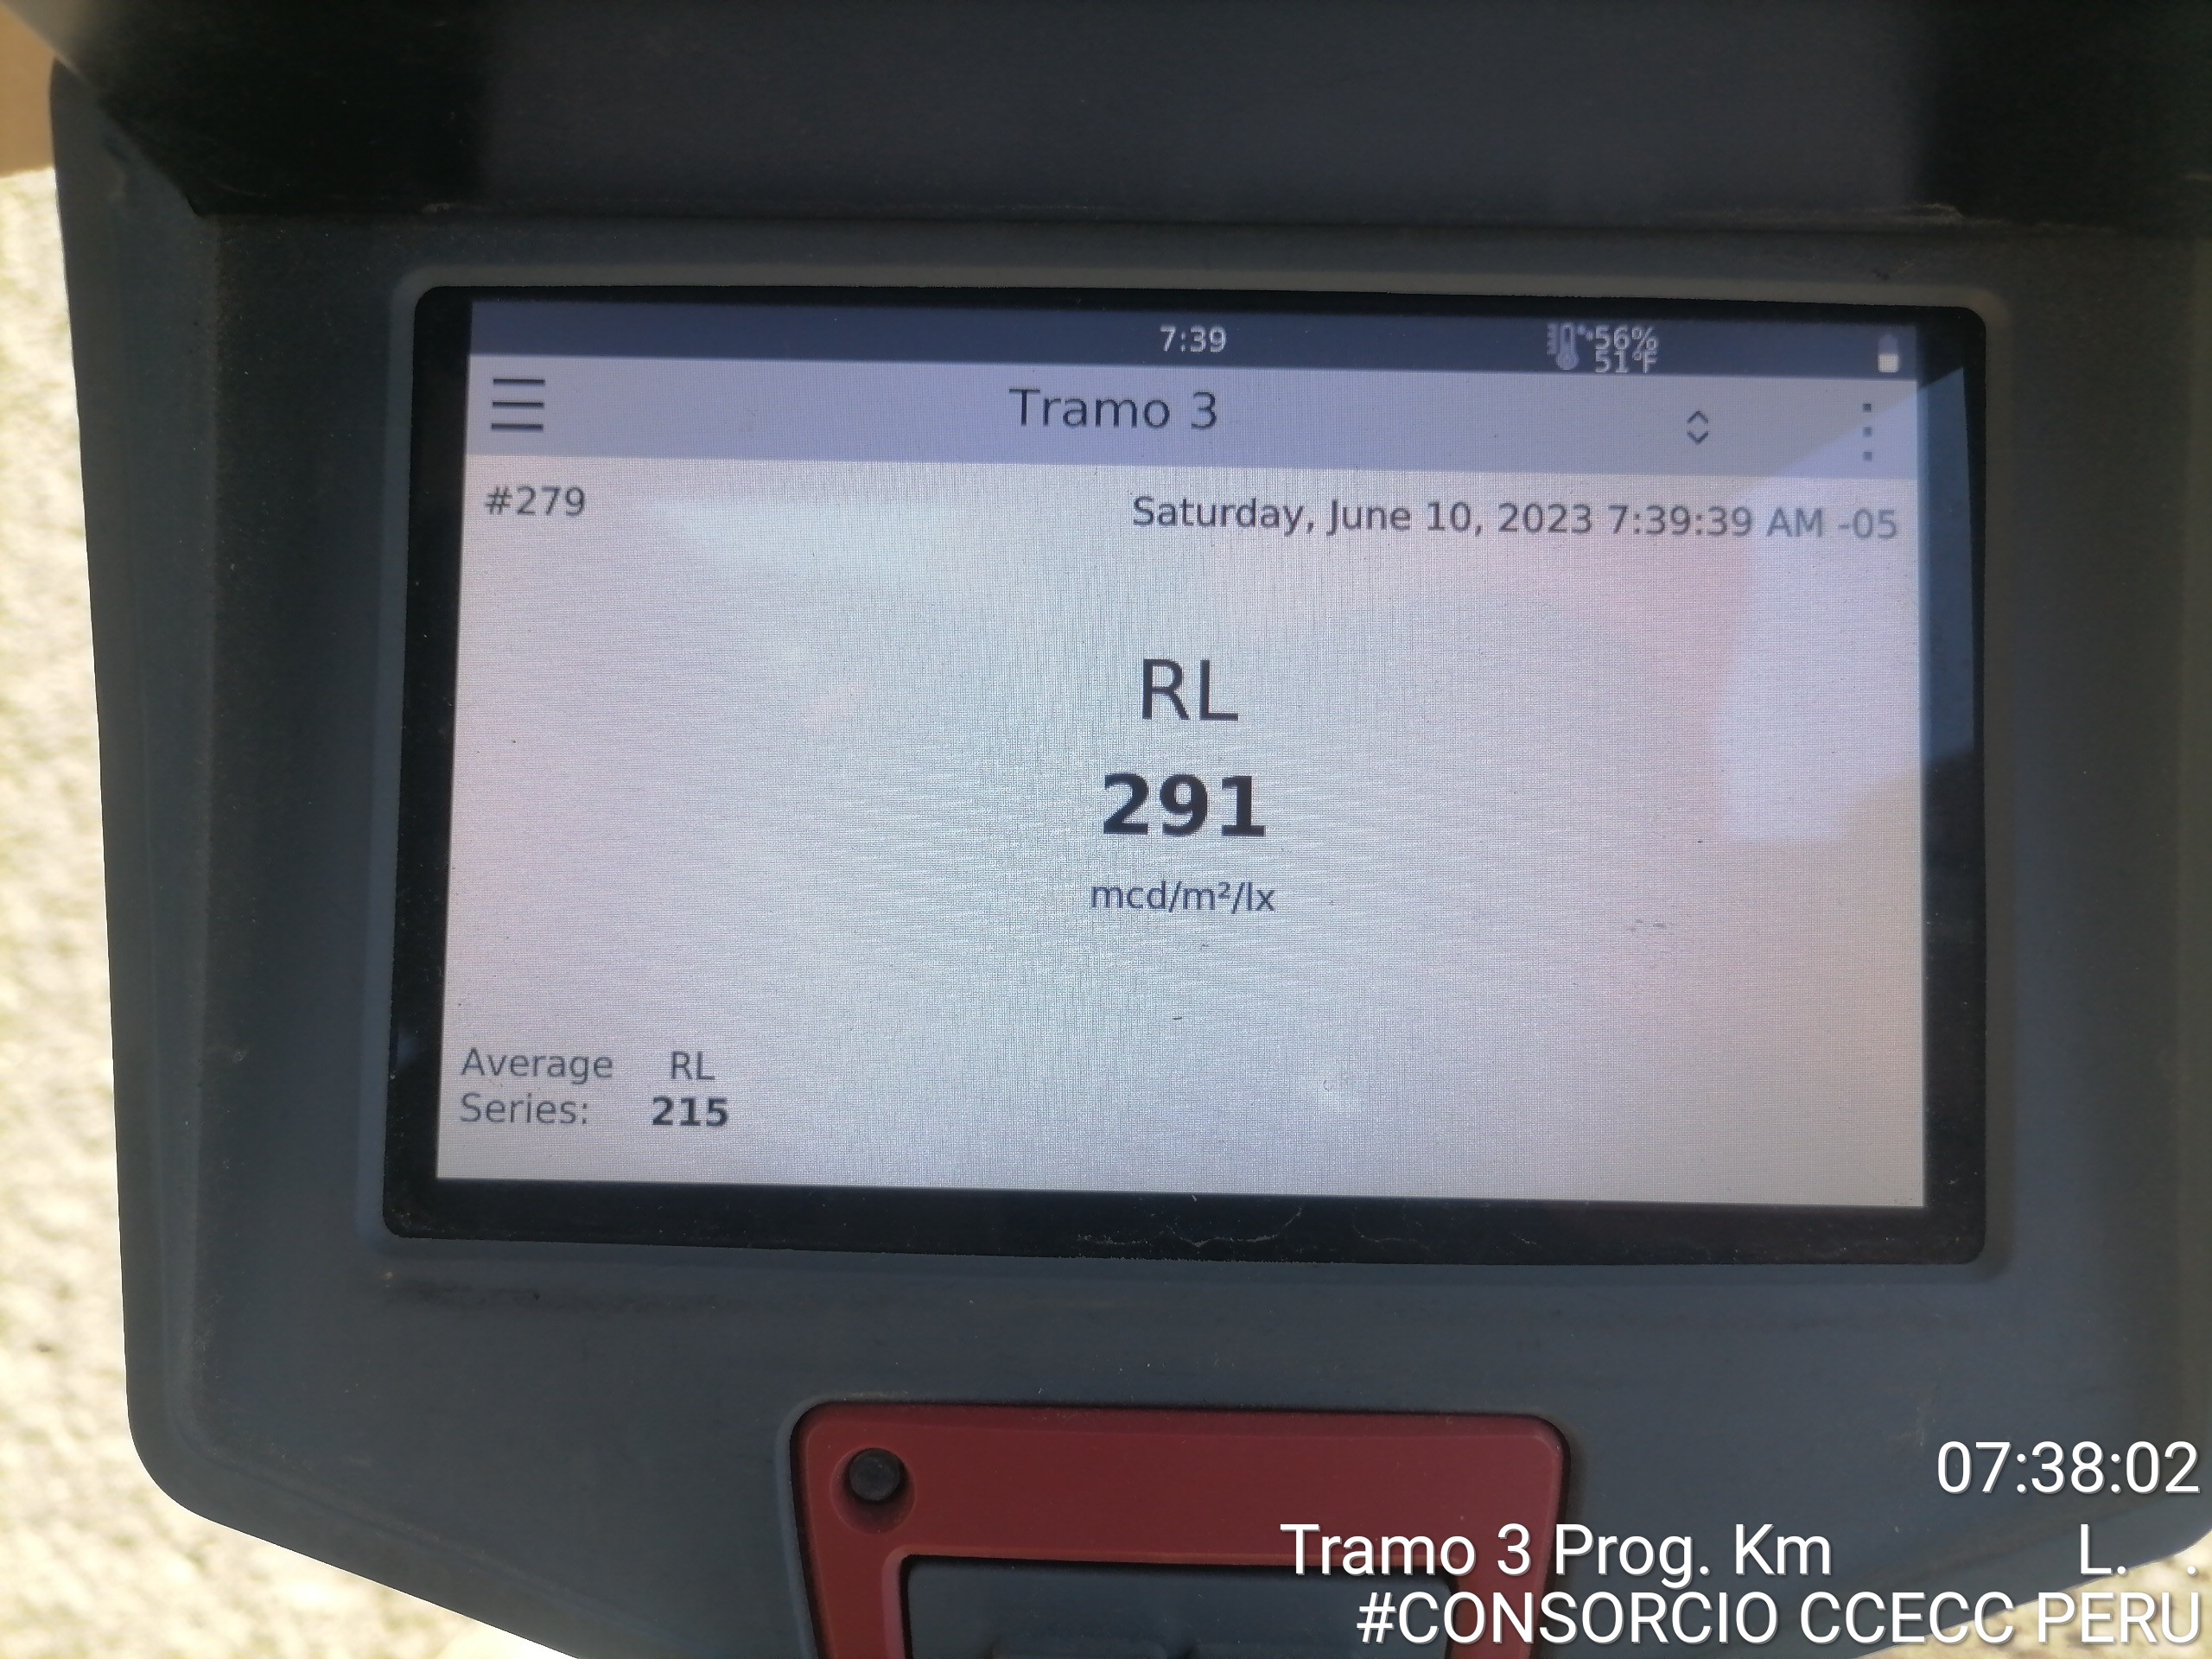 7:39
56%
51°F
Tramo 3
#279
Saturday, June 10, 2023 7:39:39 AM -05
RL
291
mcd/m²/lx
Average RL
Series: 215
07:38:02
Tramo 3 Prog. Km L. .
#CONSORCIO CCECC PERU